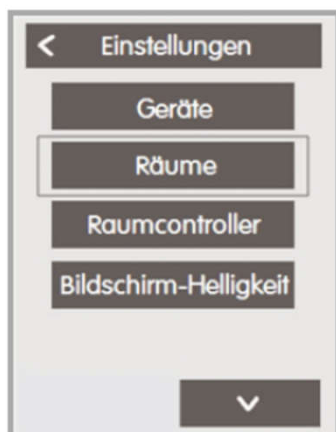 Einstellungen
Geräte
Räume
Raumcontroller
Bildschirm-Helligkeit